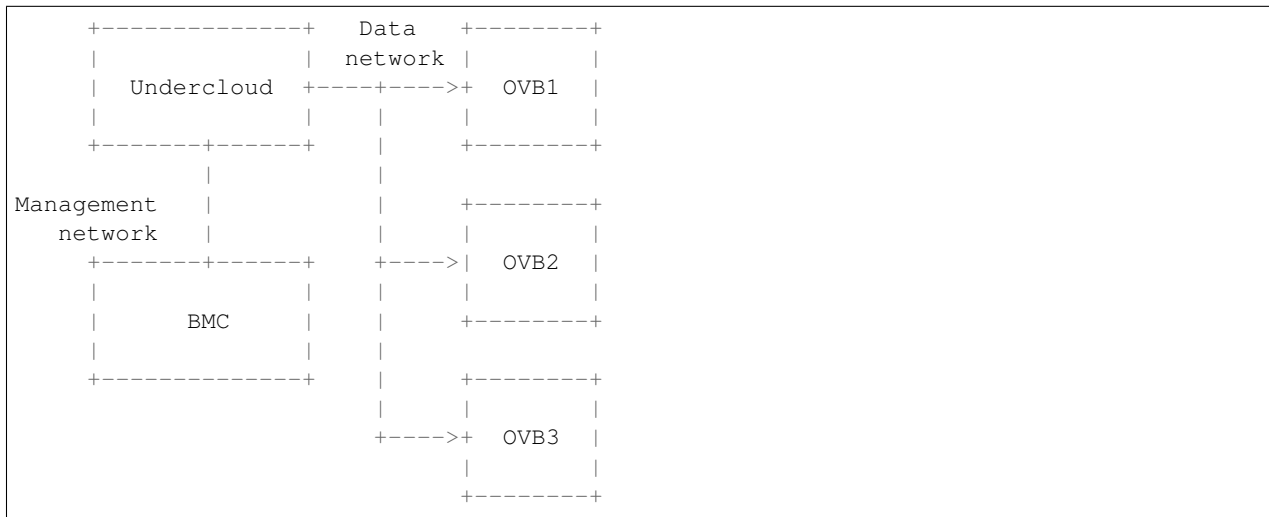 Data
network
Undercloud
OVB1
Management
network
OVB2
BMC
OVB3